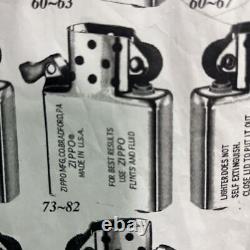 60~63
60~67
ZIPPO MFG.CO.BRADFORD,PA
ZIPPO®
MADE IN U.S.A.
FOR BEST RESULTS
USE ZIPPO
FLINTS AND FLUID
LIGHTER DOES NOT
SELF EXTINGUISH.
CLOSE LID TO PUT IT OUT.
73~82